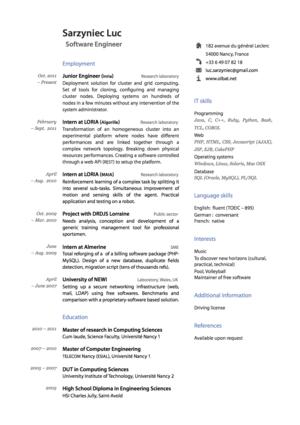 Sarzyniec Luc
Software Engineer
182 avenue du général Leclerc
54000 Nancy, France
+33 6 49 07 82 18
luc.sarzyniec@gmail.com
www.olbat.net
Employment
Oct. 2011 – Present
Junior Engineer (Inria) Research laboratory
Deployment solution for cluster and grid computing.
Set of tools for cloning, configuring and managing
cluster nodes. Deploying systems on hundreds of
nodes in a few minutes without any intervention of the
system administrator.
February – Sept. 2011
Intern at LORIA (Algorille) Research laboratory
Transformation of an homogeneous cluster into an
experimental platform where nodes have different
performances and are linked together through a
complex network topology. Breaking down physical
resources performances. Creating a software controlled
through a web API (REST) to setup the platform.
April – Aug. 2010
Intern at LORIA (MAIA) Research laboratory
Reinforcement learning of a complex task by splitting it
into several sub-tasks. Simultaneous improvement of
motion and sensing skills of the agent. Practical
application and testing on a robot.
Oct. 2009 – Mar. 2010
Project with DRDJS Lorraine Public sector
Needs analysis, conception and development of a
generic training management tool for professional
sportsmen.
June – Aug. 2009
Intern at Almerine SME
Total reforging of a of a billing software package (PHP-
MySQL). Design of a new database, duplicate fields
detection, migration script (tens of thousands refs).
April – June 2007
University of NEWI Laboratory, Wales, UK
Setting up a secure networking infrastructure (web,
mail, LDAP) using free softwares. Benchmarks and
comparison with a proprietary-software based solution.
Education
2010 – 2011
Master of research in Computing Sciences
Cum laude, Science Faculty, Université Nancy 1
2007 – 2010
Master of Computer Engineering
TELECOM Nancy (ESIAL), Université Nancy 1
2005 – 2007
DUT in Computing Sciences
University Institute of Technology, Université Nancy 2
2005
High School Diploma in Engineering Sciences
HSI Charles Jully, Saint-Avold
IT skills
Programming
Java, C, C++, Ruby, Python, Bash,
TCL, COBOL
Web
PHP, HTML, CSS, Javascript (AJAX),
JSP, EJB, CakePHP
Operating systems
Windows, Linux, Solaris, Mac OSX
Database
SQL (Oracle, MySQL), PL/SQL
Language skills
English: fluent (TOEIC – 895)
German : conversant
French: native
Interests
Music
To discover new horizons (cultural,
practical, technical)
Pool, Volleyball
Maintainer of free software
Additional information
Driving license
References
Available upon request